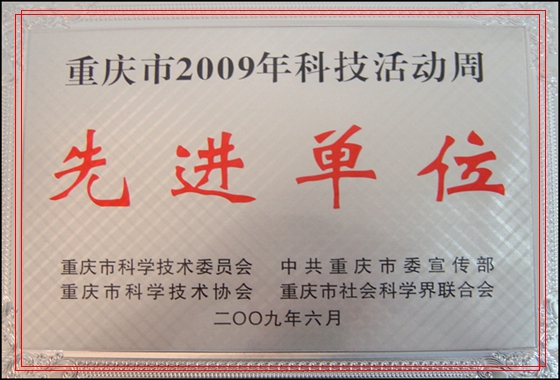 重庆市2009年科技活动周
先进单位
重庆市科学技术委员会 中共重庆市委宣传部
重庆市科学技术协会 重庆市社会科学界联合会
二〇〇九年六月